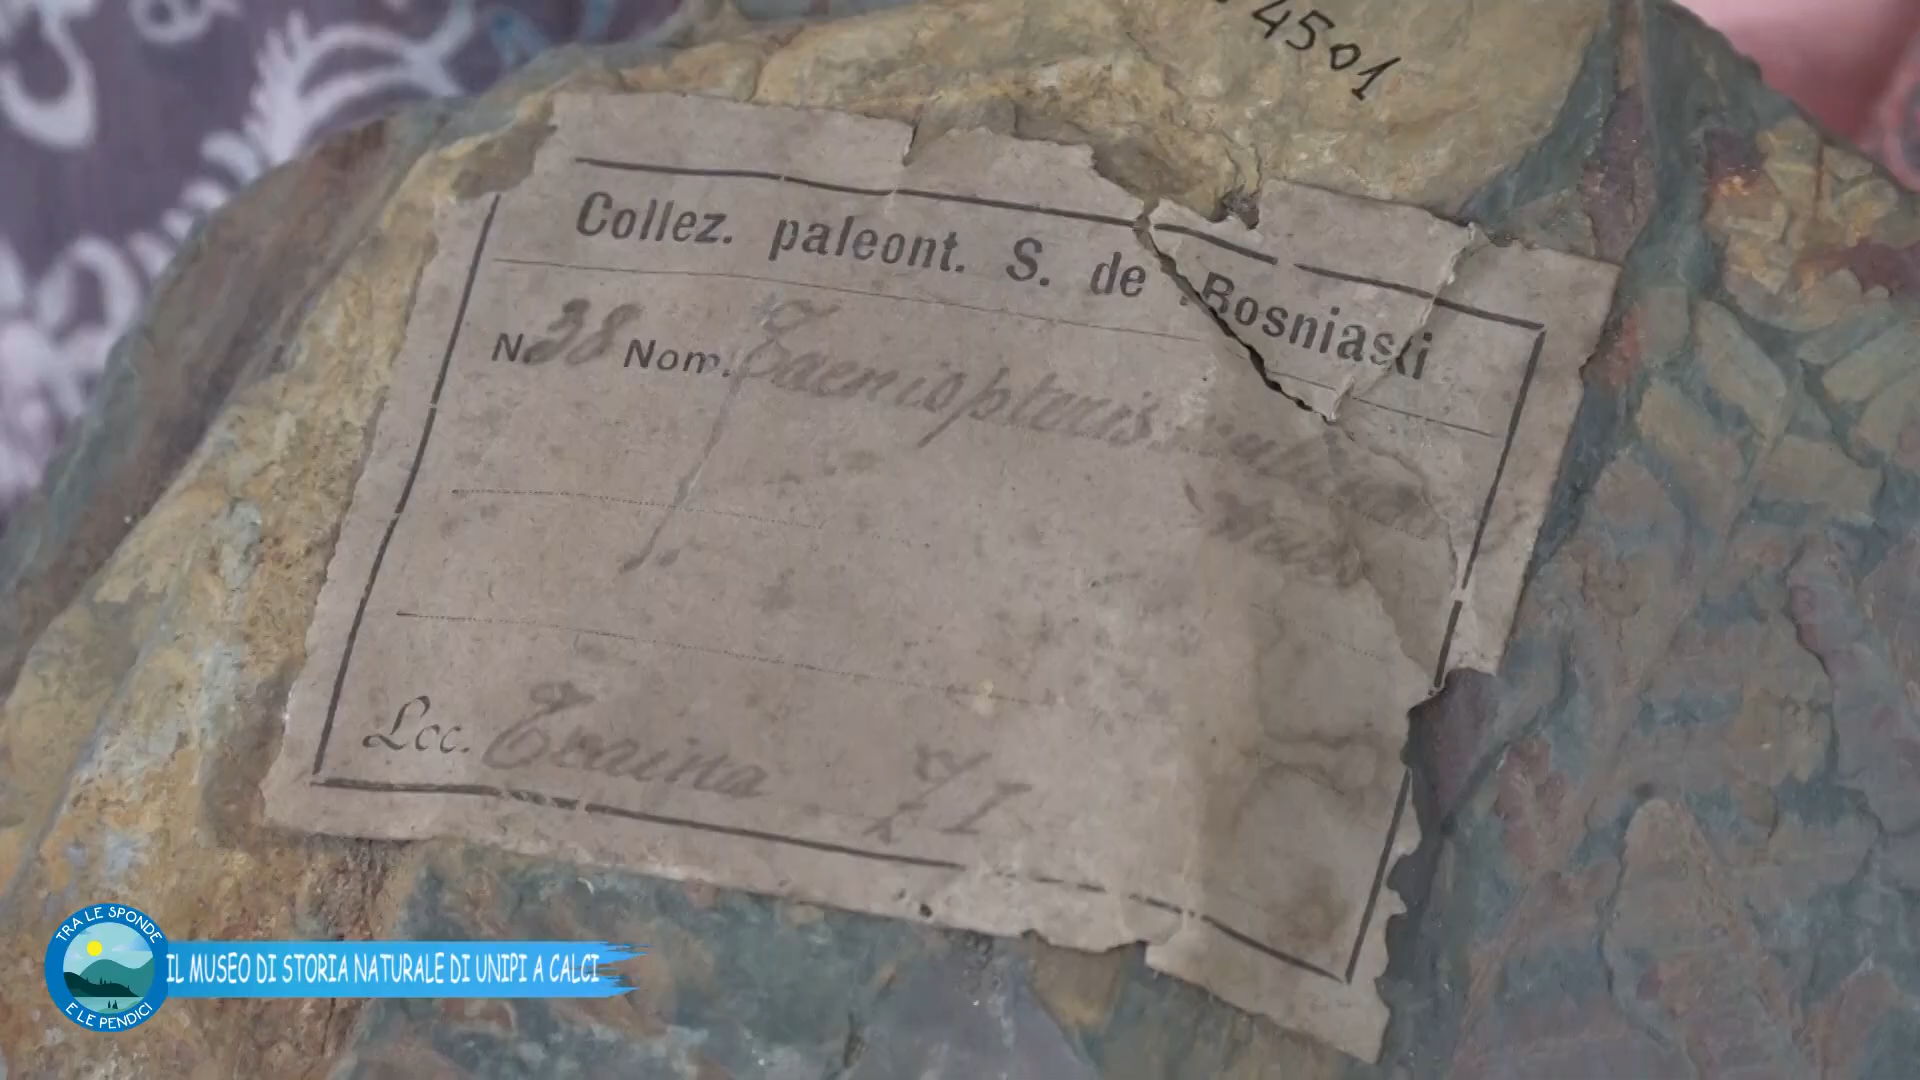 4501
Collez. paleont. S. de Bosniaski
N. 38 Nom. Taeniopteris
Loc. Traina
TRA LE SPONDE
E LE PENDICI
IL MUSEO DI STORIA NATURALE DI UNIPI A CALCI